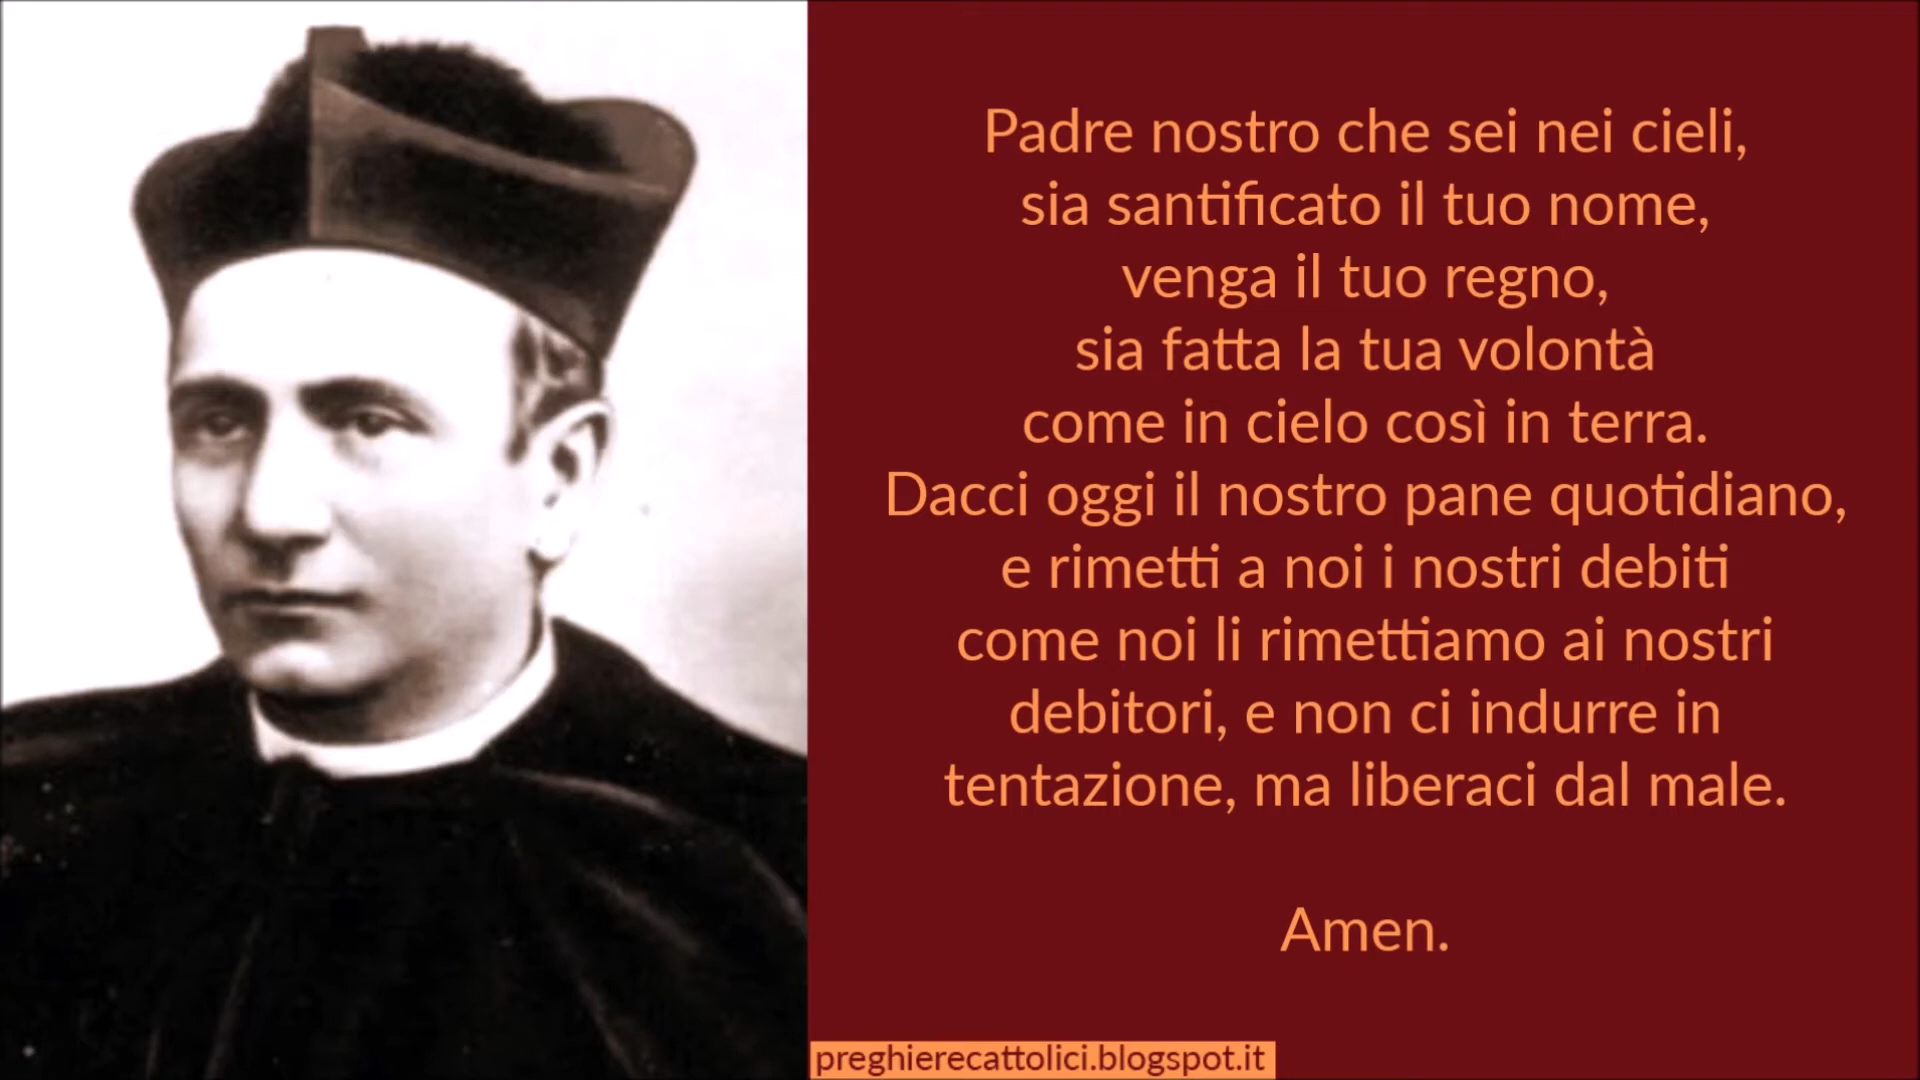 Padre nostro che sei nei cieli,
sia santificato il tuo nome,
venga il tuo regno,
sia fatta la tua volontà
come in cielo così in terra.
Dacci oggi il nostro pane quotidiano,
e rimetti a noi i nostri debiti
come noi li rimettiamo ai nostri
debitori, e non ci indurre in
tentazione, ma liberaci dal male.
Amen.
preghierecattolici.blogspot.it